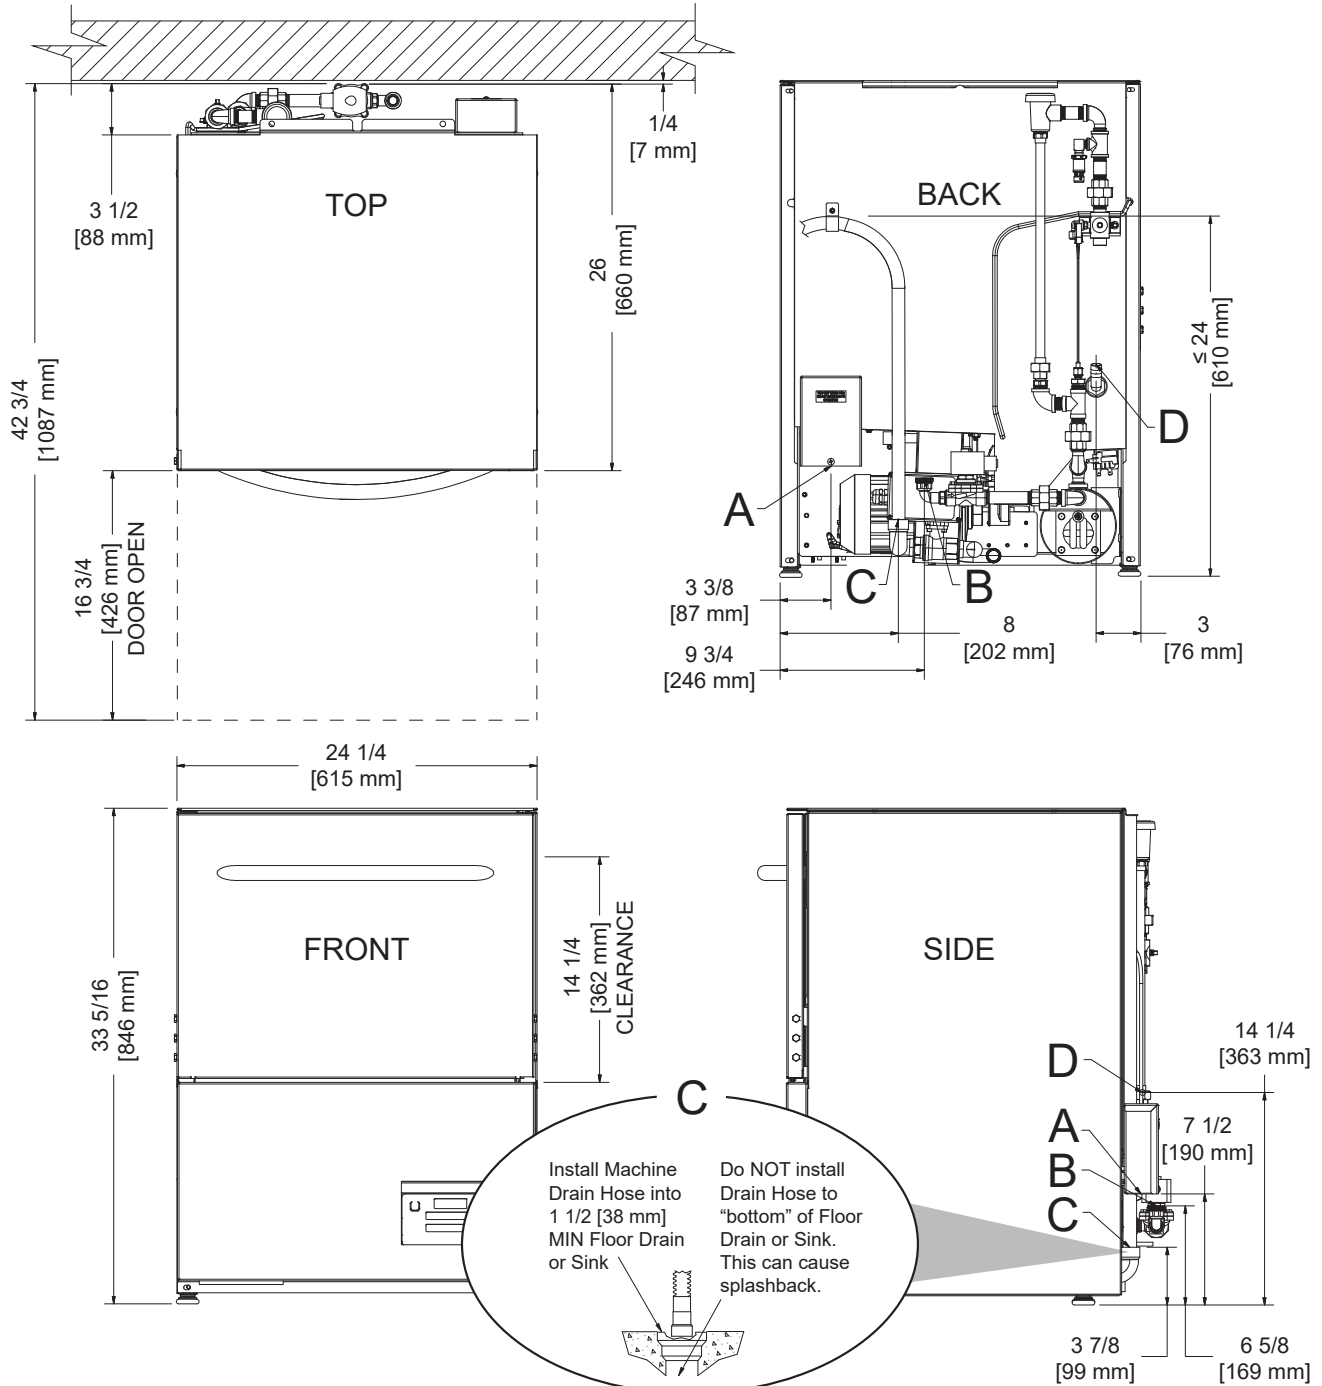 1/4
[7 mm]
3 1/2
[88 mm]
TOP
26
[660 mm]
42 3/4
[1087 mm]
16 3/4
[426 mm]
DOOR OPEN
BACK
≤ 24
[610 mm]
D
A
C
B
3 3/8
[87 mm]
8
[202 mm]
3
[76 mm]
9 3/4
[246 mm]
24 1/4
[615 mm]
FRONT
33 5/16
[846 mm]
14 1/4
[362 mm]
CLEARANCE
SIDE
14 1/4
[363 mm]
D
A
7 1/2
[190 mm]
B
C
3 7/8
[99 mm]
6 5/8
[169 mm]
C
Install Machine
Drain Hose into
1 1/2 [38 mm]
MIN Floor Drain
or Sink
Do NOT install
Drain Hose to
“bottom” of Floor
Drain or Sink.
This can cause
splashback.